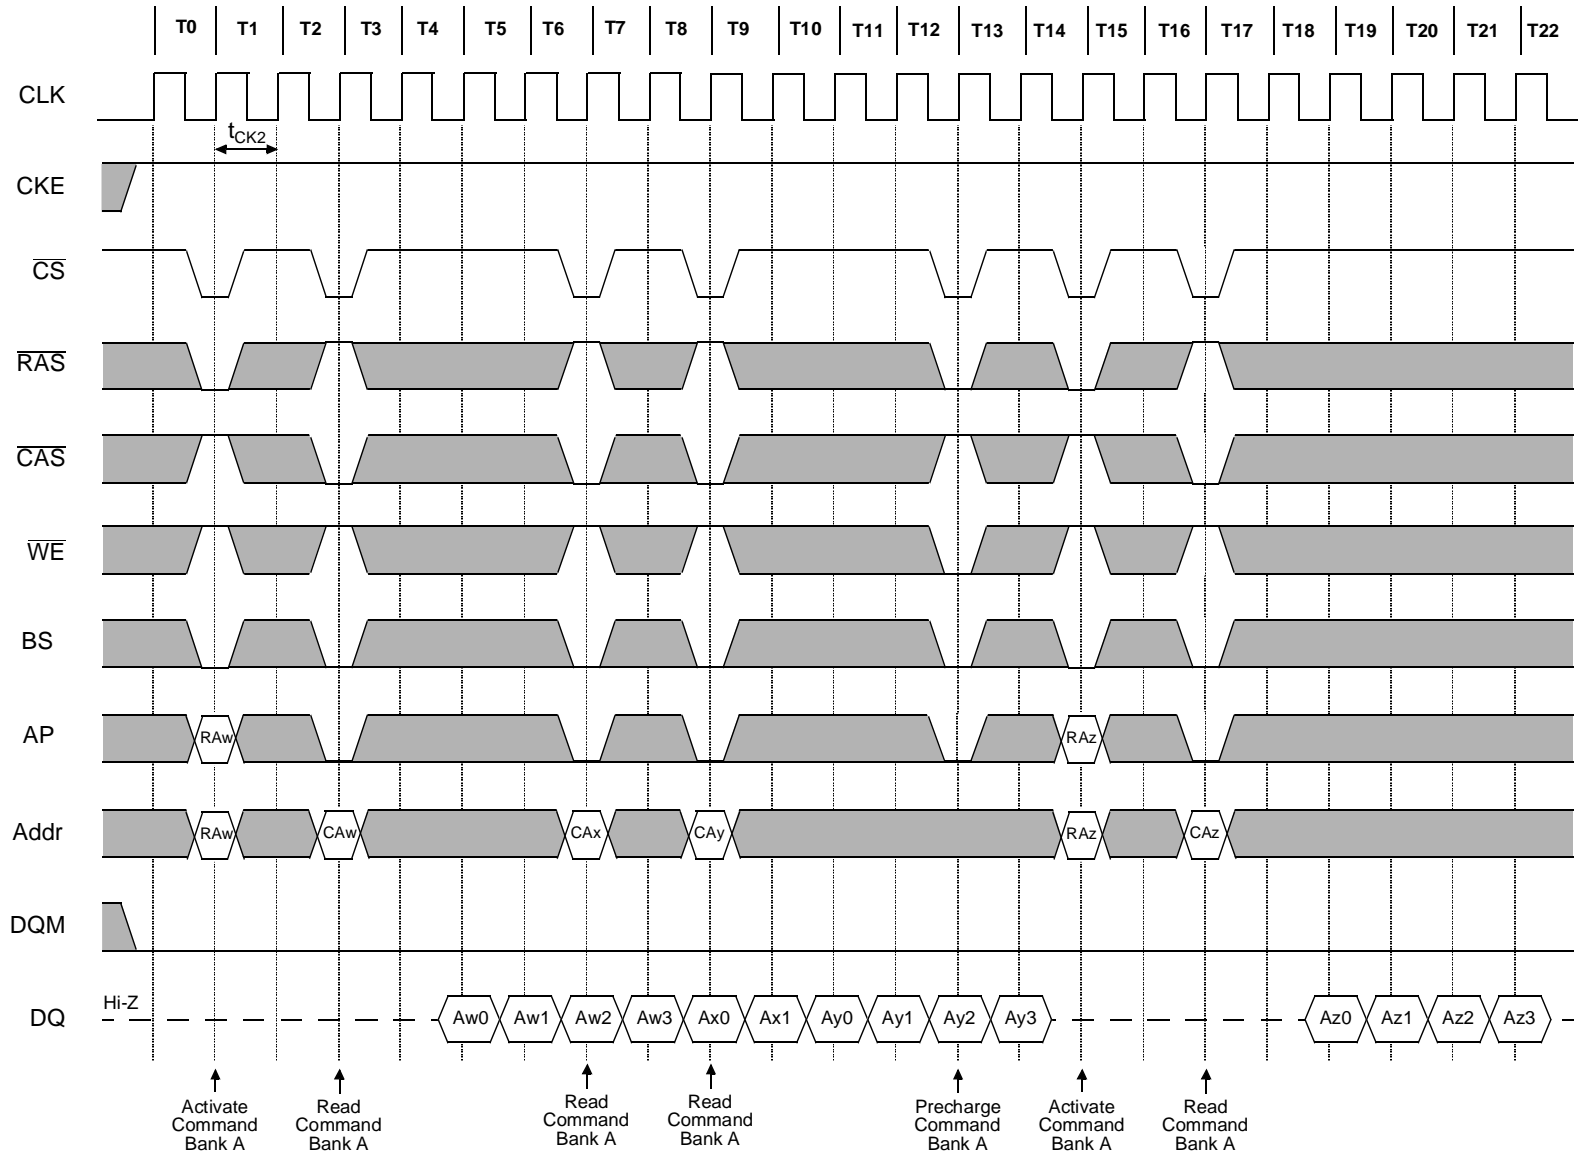 T0 T1 T2 T3 T4 T5 T6 T7 T8 T9 T10 T11 T12 T13 T14 T15 T16 T17 T18 T19 T20 T21 T22
CLK
tCK2
CKE
CS
RAS
CAS
WE
BS
AP RAw RAz
Addr RAw CAw CAx CAy RAz CAz
DQM
Hi-Z
DQ Aw0 Aw1 Aw2 Aw3 Ax0 Ax1 Ay0 Ay1 Ay2 Ay3 Az0 Az1 Az2 Az3
Activate
Command
Bank A
Read
Command
Bank A
Read
Command
Bank A
Read
Command
Bank A
Precharge
Command
Bank A
Activate
Command
Bank A
Read
Command
Bank A